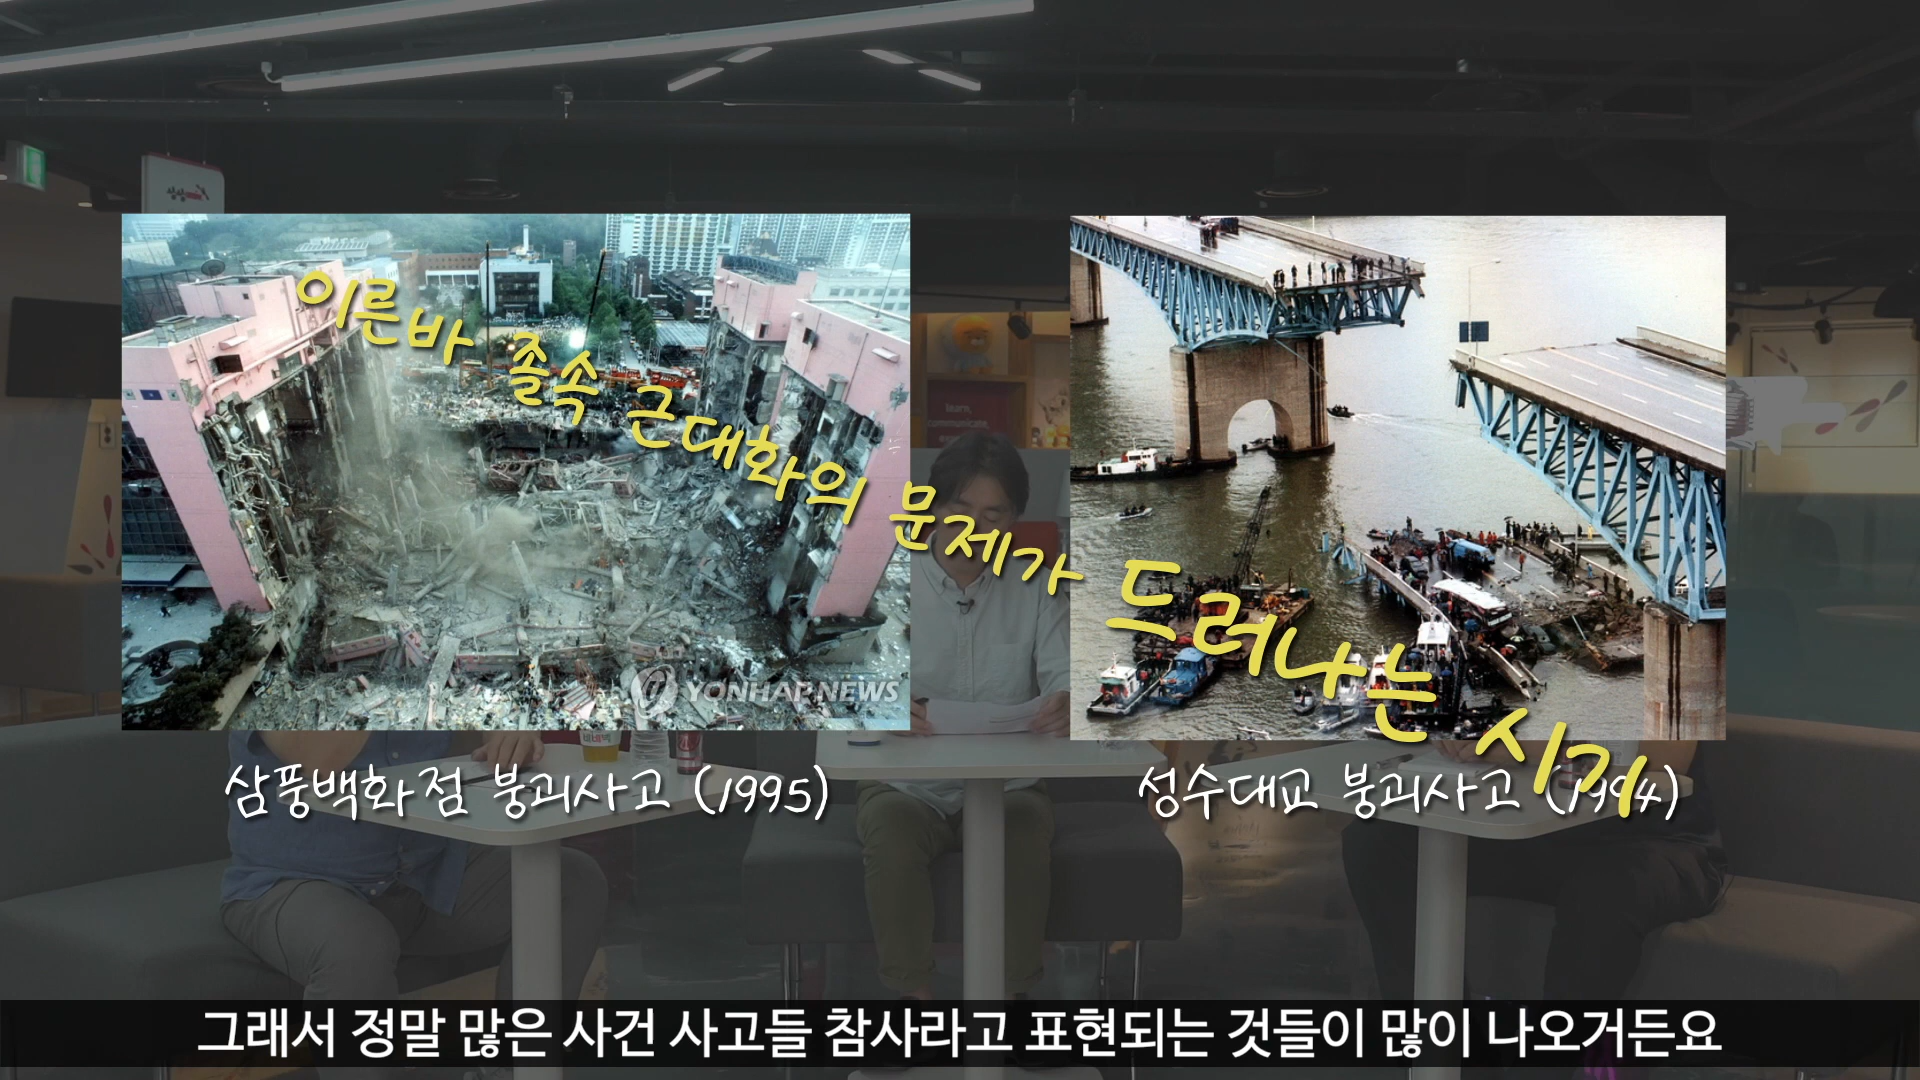 이른바 졸속 근대화의 문제가 드러나는 시기
YONHAP NEWS
learn,
communicate,
삼풍백화점 붕괴사고 (1995)
성수대교 붕괴사고 (1994)
그래서 정말 많은 사건 사고들 참사라고 표현되는 것들이 많이 나오거든요